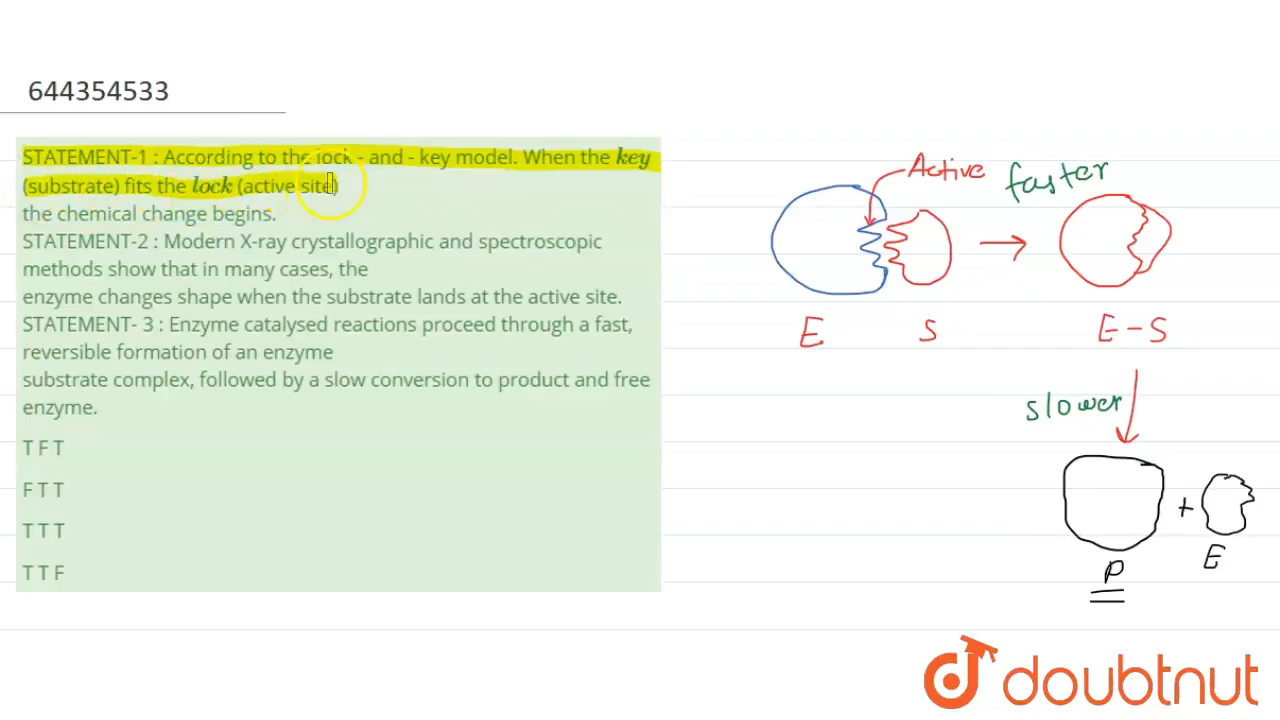 644354533
STATEMENT-1 : According to the lock - and - key model. When the key
(substrate) fits the lock (active site)
the chemical change begins.
STATEMENT-2 : Modern X-ray crystallographic and spectroscopic
methods show that in many cases, the
enzyme changes shape when the substrate lands at the active site.
STATEMENT- 3 : Enzyme catalysed reactions proceed through a fast,
reversible formation of an enzyme
substrate complex, followed by a slow conversion to product and free
enzyme.
T F T
F T T
T T T
T T F
Active faster
E S E-S
slower
+
P E
doubtnut